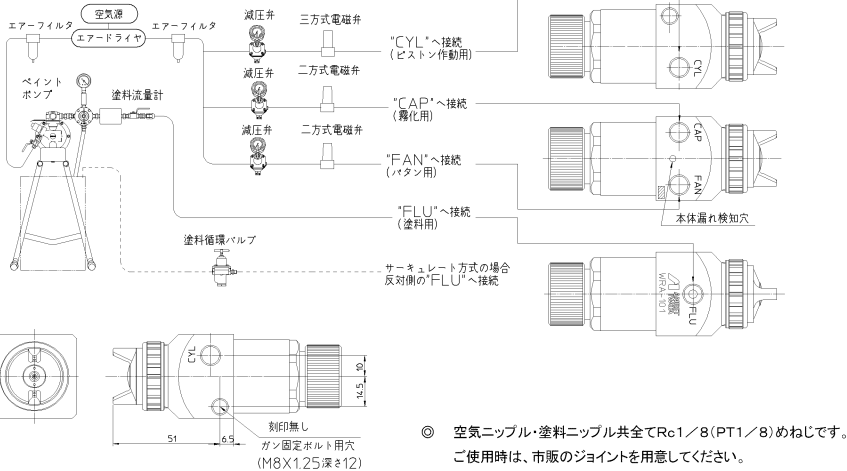 空気源
エアーフィルタ
エアードライヤ
エアーフィルタ
減圧弁
三方式電磁弁
"CYL"へ接続
(ピストン作動用)
CYL
減圧弁
二方式電磁弁
"CAP"へ接続
(霧化用)
ペイント
ポンプ
塗料流量計
減圧弁
二方式電磁弁
"FAN"へ接続
(パタン用)
CAP
FAN
本体漏れ検知穴
"FLU"へ接続
(塗料用)
塗料循環バルブ
サーキュレート方式の場合
反対側の"FLU"へ接続
WRA-101
FLU
CYL
10
14.5
51
6.5
刻印無し
ガン固定ボルト用穴
(M8X1.25深さ12)
◎ 空気ニップル・塗料ニップル共全てRc1／8(PT1／8)めねじです。
ご使用時は、市販のジョイントを用意してください。